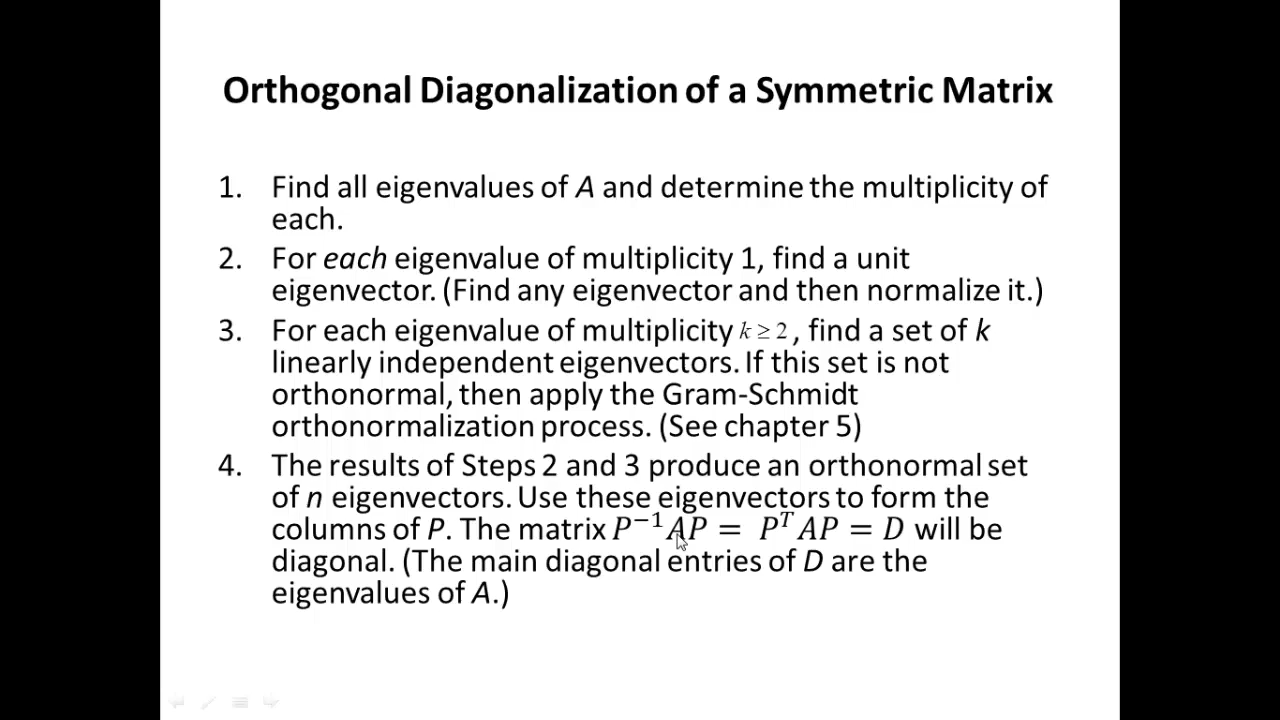 Orthogonal Diagonalization of a Symmetric Matrix
1. Find all eigenvalues of A and determine the multiplicity of
each.
2. For each eigenvalue of multiplicity 1, find a unit
eigenvector. (Find any eigenvector and then normalize it.)
3. For each eigenvalue of multiplicity k ≥ 2, find a set of k
linearly independent eigenvectors. If this set is not
orthonormal, then apply the Gram-Schmidt
orthonormalization process. (See chapter 5)
4. The results of Steps 2 and 3 produce an orthonormal set
of n eigenvectors. Use these eigenvectors to form the
columns of P. The matrix P⁻¹AP = PᵀAP = D will be
diagonal. (The main diagonal entries of D are the
eigenvalues of A.)